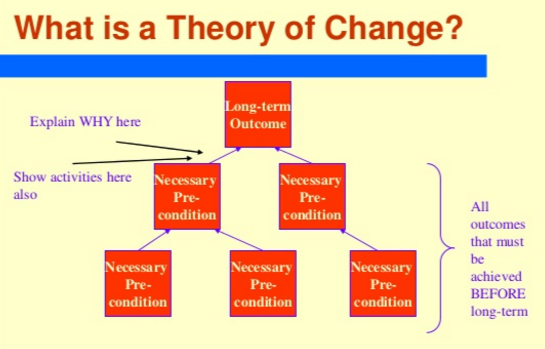 What is a Theory of Change?
Long-term
Outcome
Explain WHY here
Show activities here
also
Necessary
Pre-
condition
Necessary
Pre-
condition
Necessary
Pre-
condition
Necessary
Pre-
condition
Necessary
Pre-
condition
All
outcomes
that must
be
achieved
BEFORE
long-term